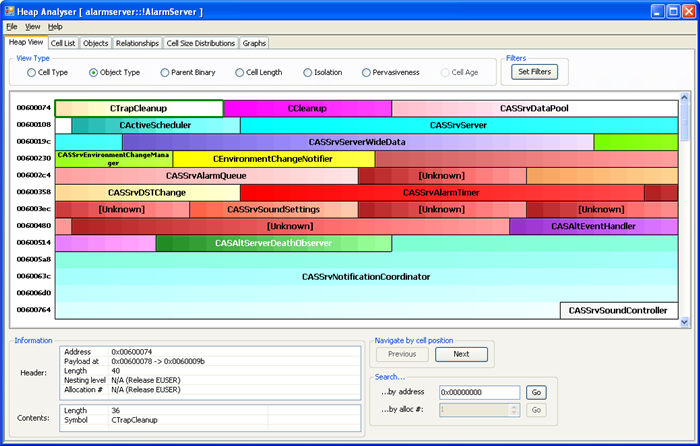 Heap Analyser [ alarmserver::!AlarmServer ]
File View Help
Heap View Cell List Objects Relationships Cell Size Distributions Graphs
View Type
Cell Type Object Type Parent Binary Cell Length Isolation Pervasiveness Cell Age
Filters
Set Filters
00600074 CTrapCleanup CCleanup CASSrvDataPool
00600108 CActiveScheduler CASSrvServer
0060019c CASSrvServerWideData
00600230 CASSrvEnvironmentChangeManager CEnvironmentChangeNotifier
006002c4 CASSrvAlarmQueue [Unknown]
00600358 CASSrvDSTChange CASSrvAlarmTimer
006003ec [Unknown] CASSrvSoundSettings [Unknown] [Unknown]
00600480 [Unknown] CASAltEventHandler
00600514 CASAltServerDeathObserver
006005a8
0060063c CASSrvNotificationCoordinator
006006d0
00600764 CASSrvSoundController
Information
Header:
Address 0x00600074
Payload at 0x00600078 -> 0x0060009b
Length 40
Nesting level N/A (Release EUSER)
Allocation # N/A (Release EUSER)
Contents:
Length 36
Symbol CTrapCleanup
Navigate by cell position
Previous Next
Search...
...by address 0x00000000 Go
...by alloc #: 1 Go